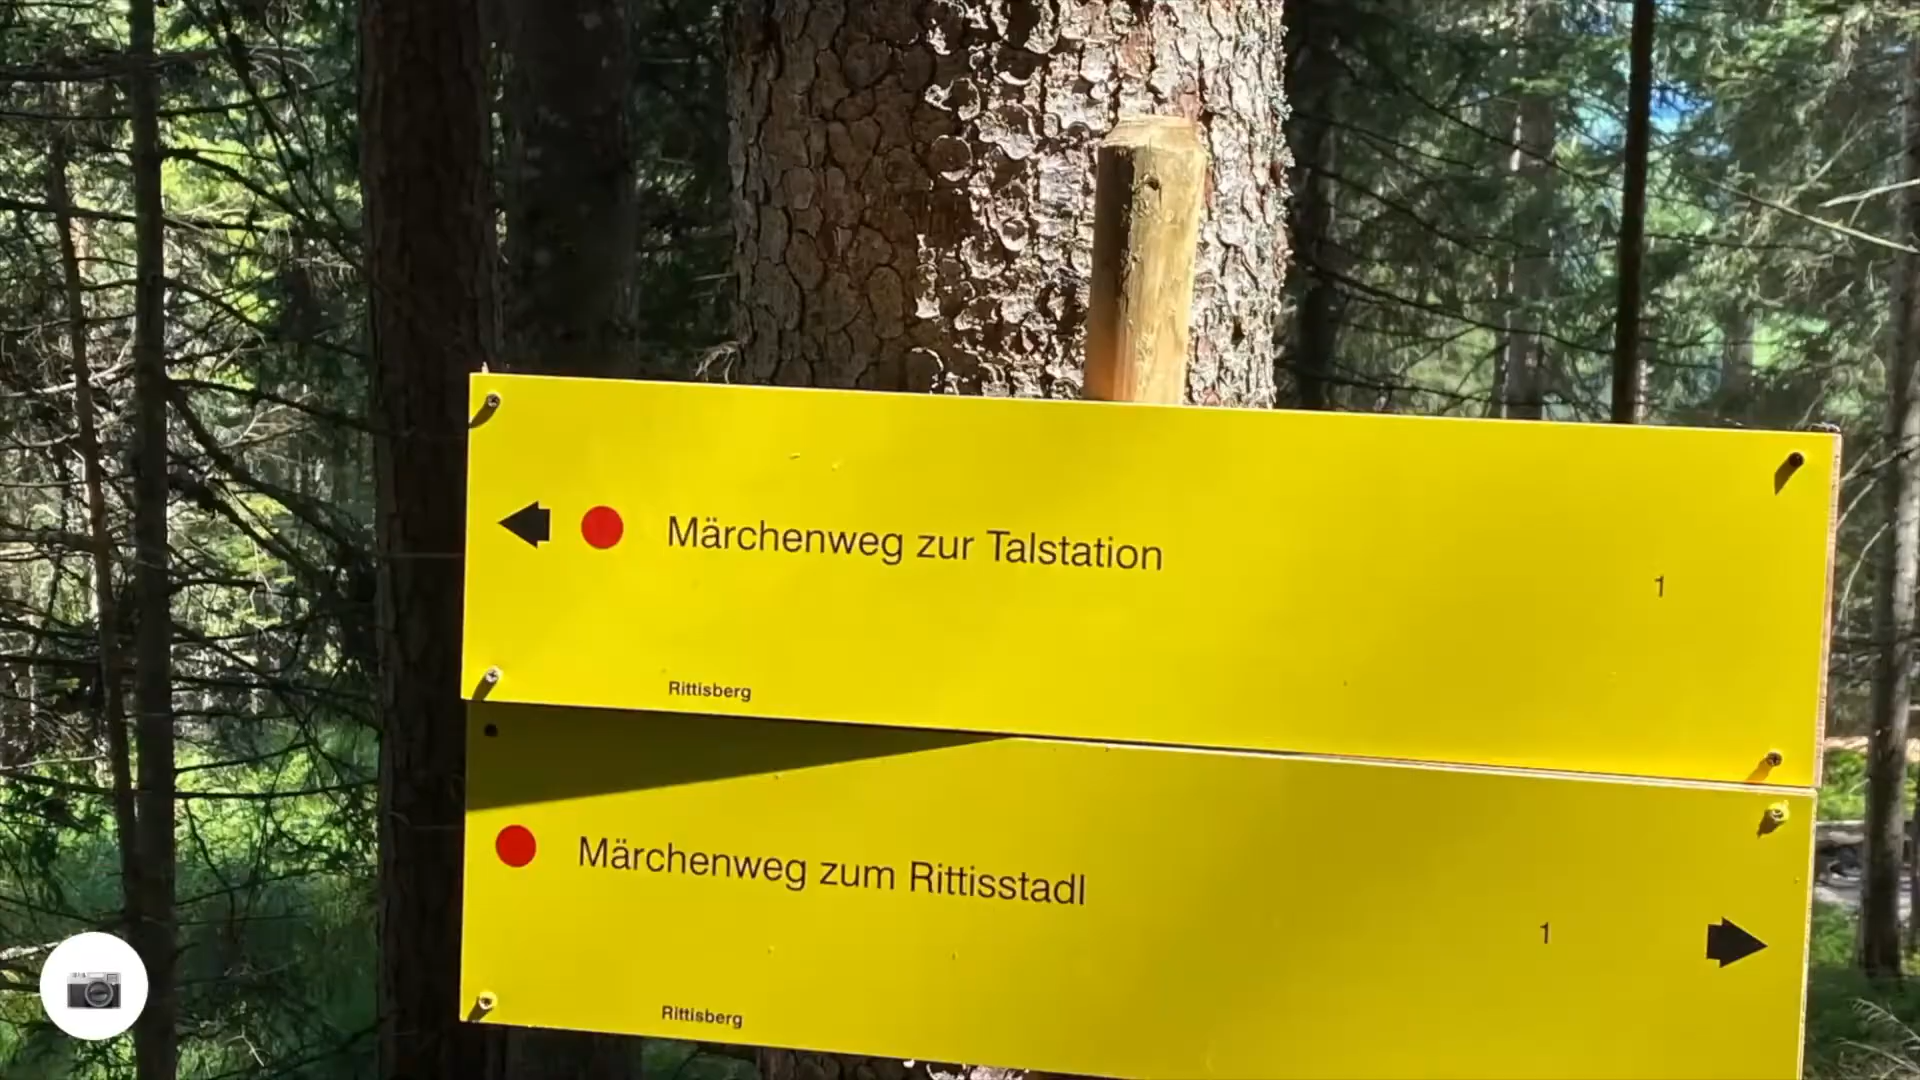 Märchenweg zur Talstation
1
Rittisberg
Märchenweg zum Rittisstadl
1
Rittisberg